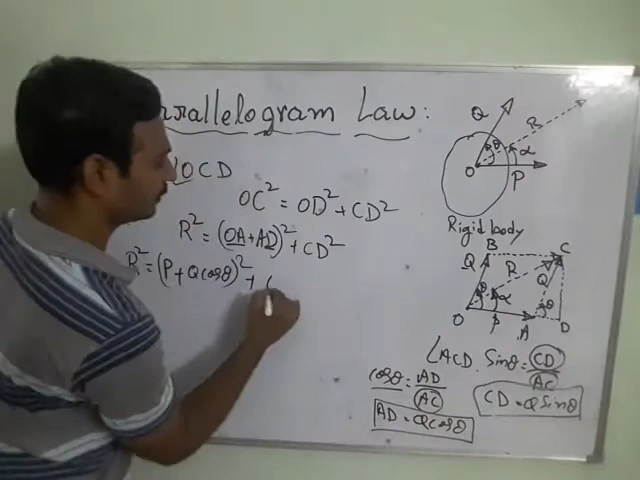 rallelogram Law:
OCD
OC² = OD² + CD²
R² = (OA + AD)² + CD²
R² = (P + Q cosθ)² + (
Q
R
θ
α
O
P
Rigid body
B
C
Q
R
Q
θ
α
θ
O
P
A
D
∠ACD. Sinθ = CD/AC
cosθ = AD/AC
CD = Q Sinθ
AD = Q cosθ